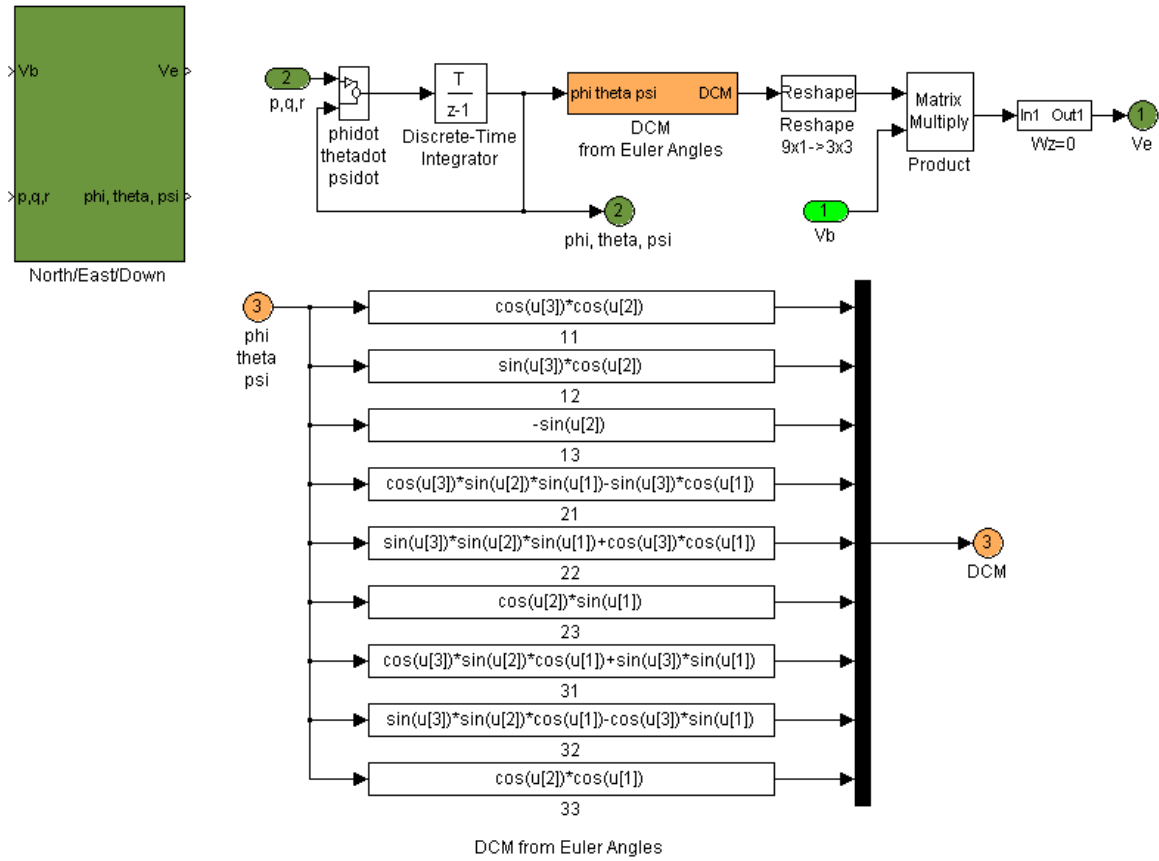 Vb
Ve
p,q,r
phi, theta, psi
North/East/Down
2
p,q,r
phidot
thetadot
psidot
T
z-1
Discrete-Time
Integrator
phi theta psi
DCM
DCM
from Euler Angles
Reshape
Reshape
9x1->3x3
Matrix
Multiply
Product
In1
Out1
Wz=0
1
Ve
2
phi, theta, psi
1
Vb
3
phi
theta
psi
cos(u[3])*cos(u[2])
11
sin(u[3])*cos(u[2])
12
-sin(u[2])
13
cos(u[3])*sin(u[2])*sin(u[1])-sin(u[3])*cos(u[1])
21
sin(u[3])*sin(u[2])*sin(u[1])+cos(u[3])*cos(u[1])
22
cos(u[2])*sin(u[1])
23
cos(u[3])*sin(u[2])*cos(u[1])+sin(u[3])*sin(u[1])
31
sin(u[3])*sin(u[2])*cos(u[1])-cos(u[3])*sin(u[1])
32
cos(u[2])*cos(u[1])
33
3
DCM
DCM from Euler Angles